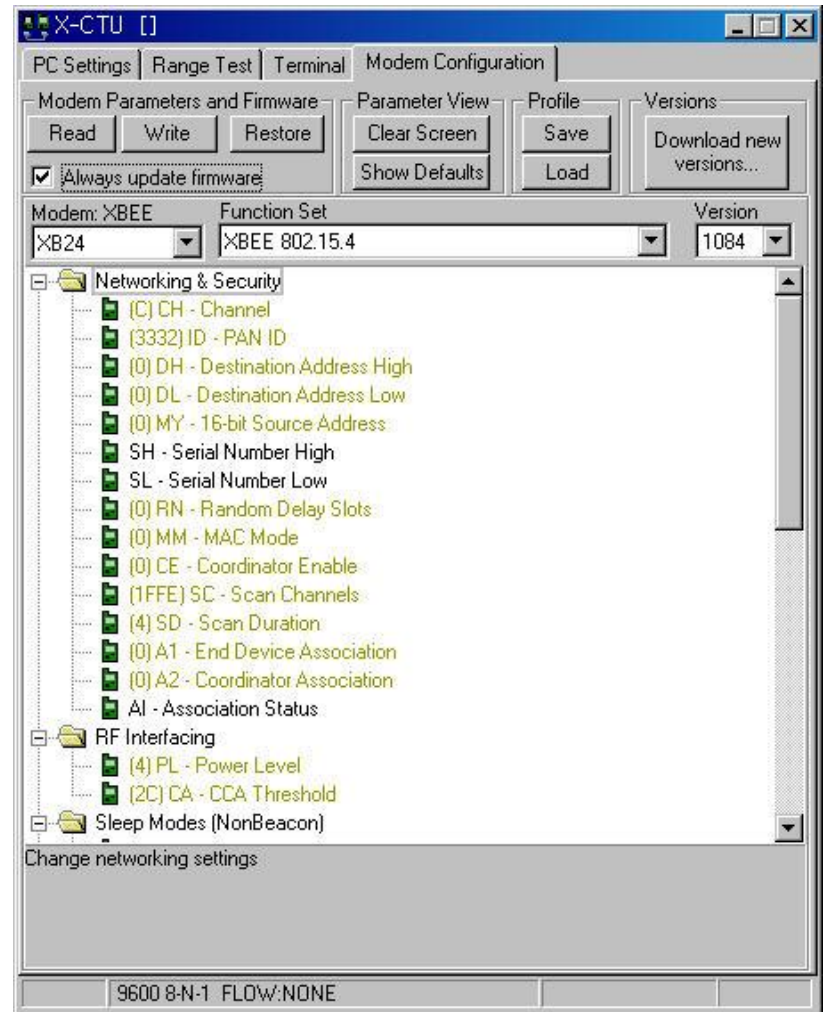 X-CTU []
PC Settings Range Test Terminal Modem Configuration
Modem Parameters and Firmware Parameter View Profile Versions
Read Write Restore Clear Screen Save Download new versions...
Always update firmware Show Defaults Load
Modem: XBEE Function Set Version
XB24 XBEE 802.15.4 1084
Networking & Security
(C) CH - Channel
(3332) ID - PAN ID
(0) DH - Destination Address High
(0) DL - Destination Address Low
(0) MY - 16-bit Source Address
SH - Serial Number High
SL - Serial Number Low
(0) RN - Random Delay Slots
(0) MM - MAC Mode
(0) CE - Coordinator Enable
(1FFE) SC - Scan Channels
(4) SD - Scan Duration
(0) A1 - End Device Association
(0) A2 - Coordinator Association
AI - Association Status
RF Interfacing
(4) PL - Power Level
(2C) CA - CCA Threshold
Sleep Modes (NonBeacon)
Change networking settings
9600 8-N-1 FLOW:NONE